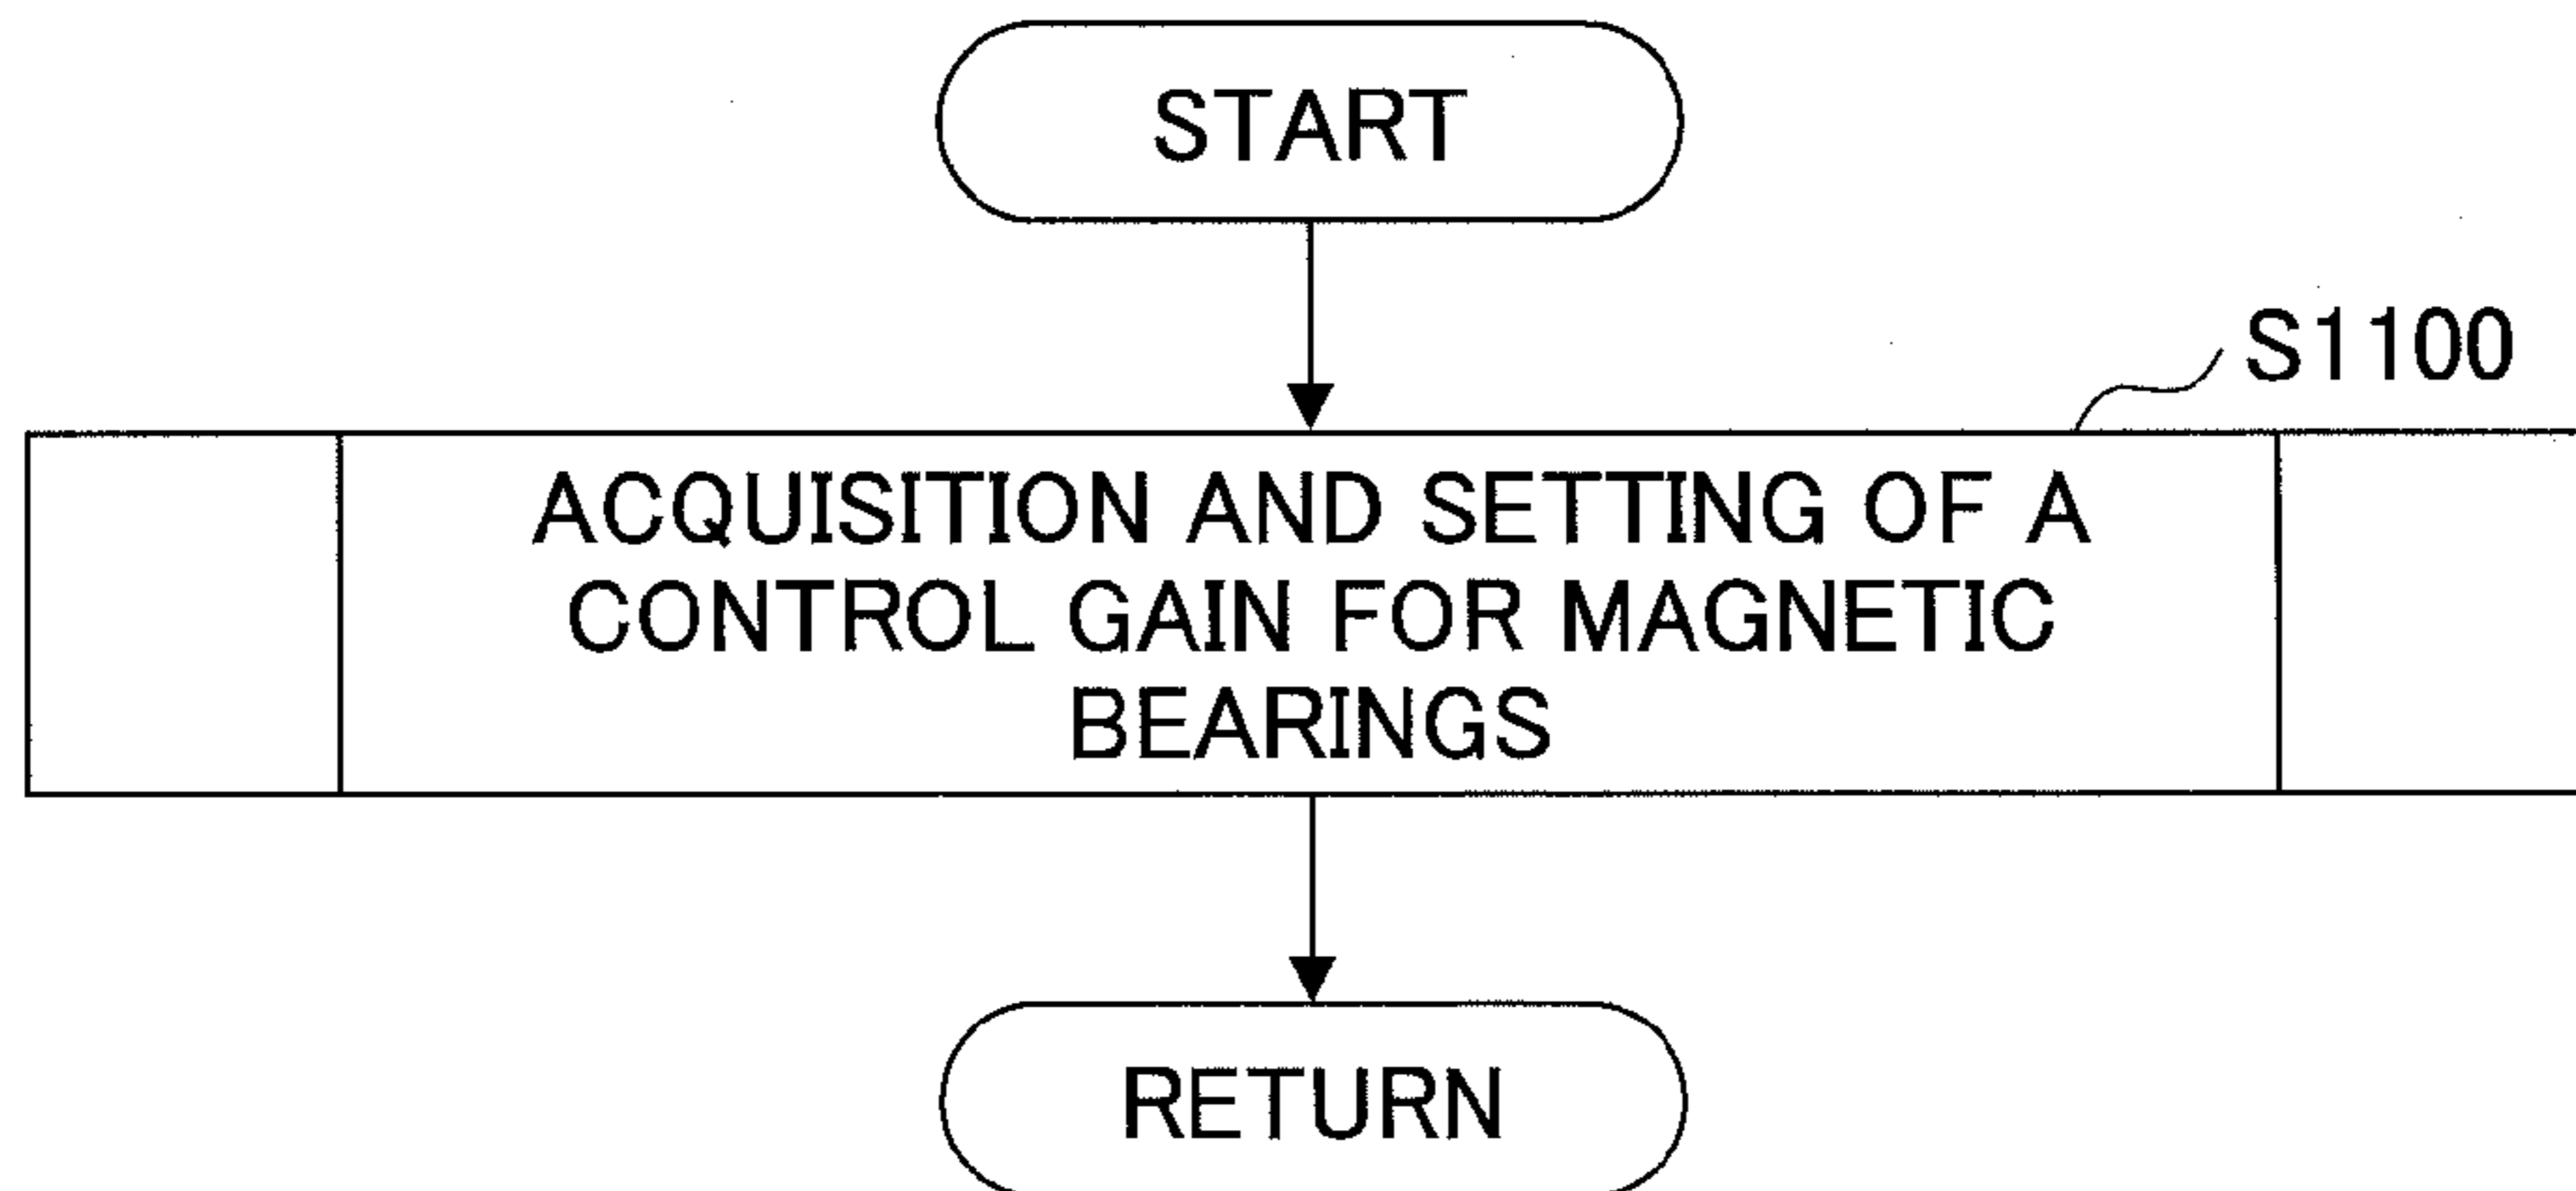 START
S1100
ACQUISITION AND SETTING OF A
CONTROL GAIN FOR MAGNETIC
BEARINGS
RETURN